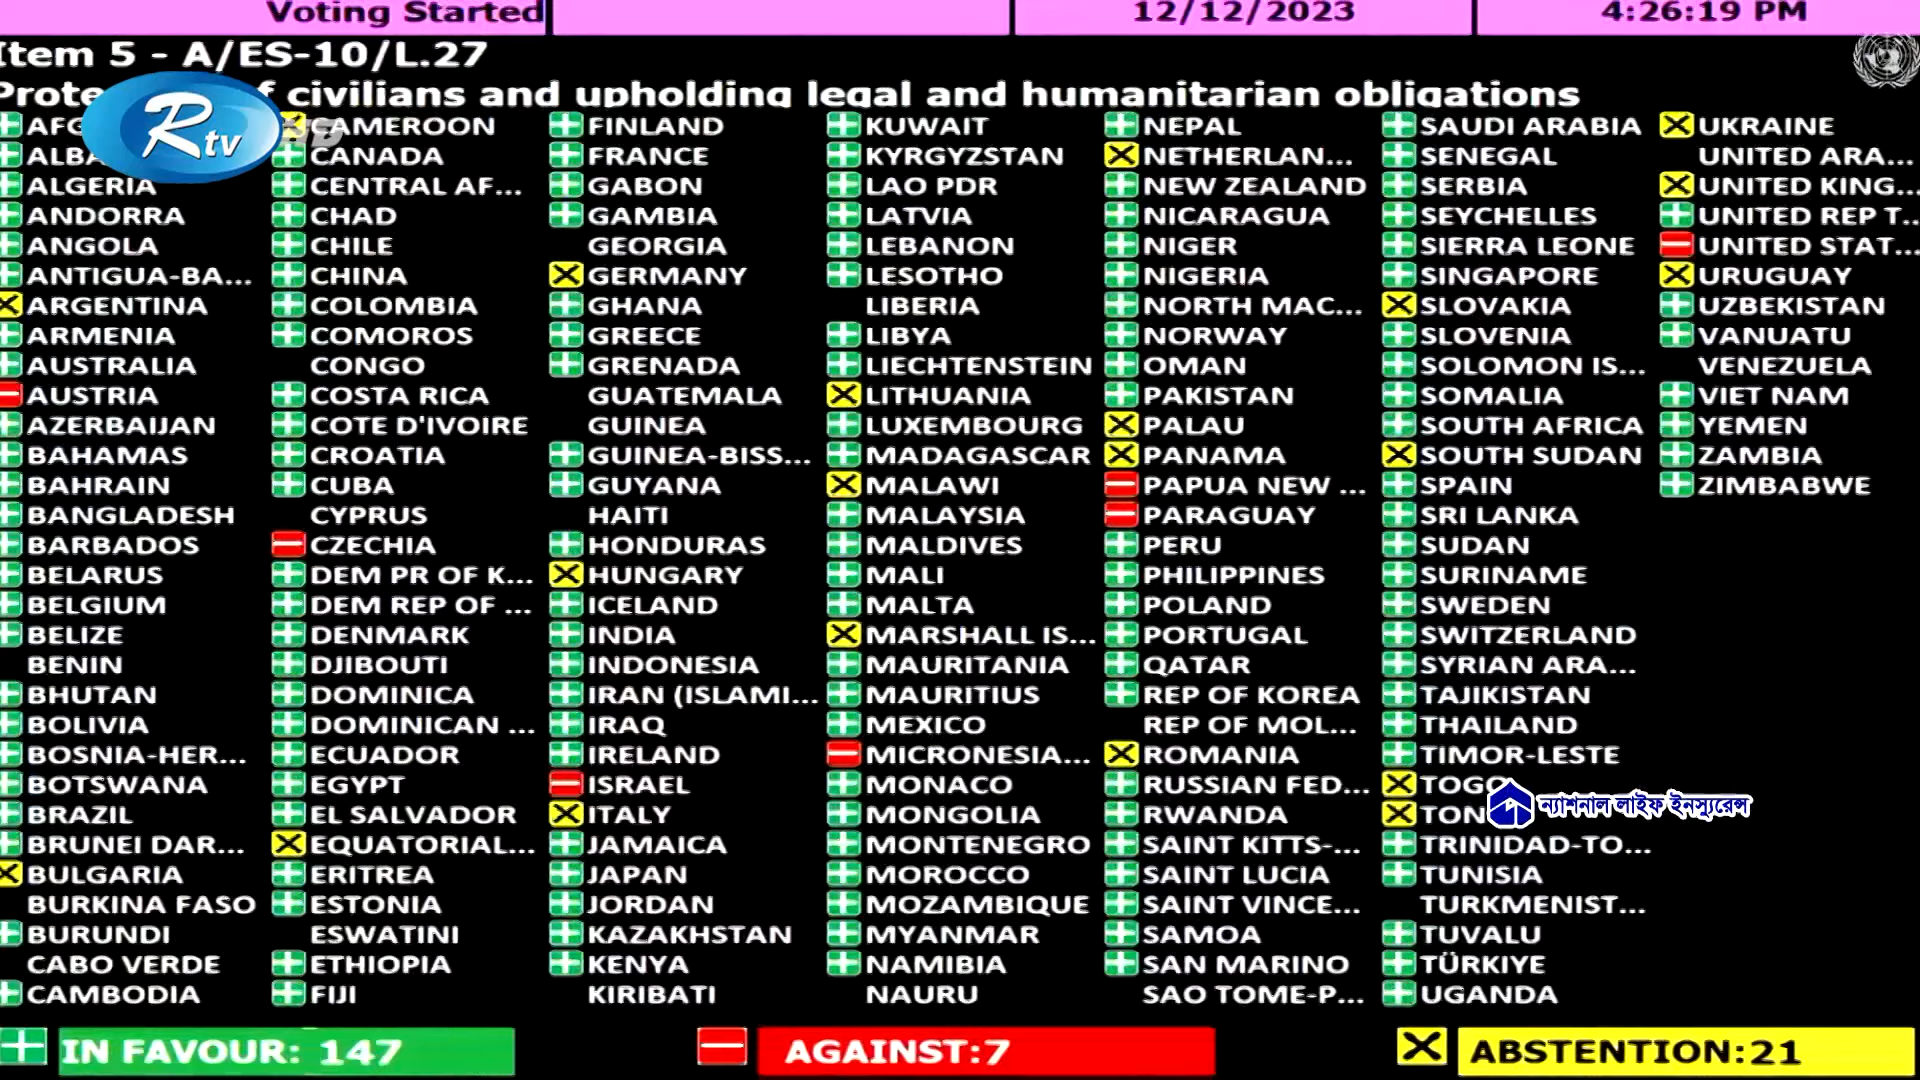 Voting Started 12/12/2023 4:26:19 PM
Item 5 - A/ES-10/L.27
civilians and upholding legal and humanitarian obligations
Rtv
HD
ALGERIA
ANDORRA
ANGOLA
ANTIGUA-BA...
ARGENTINA
ARMENIA
AUSTRALIA
AUSTRIA
AZERBAIJAN
BAHAMAS
BAHRAIN
BANGLADESH
BARBADOS
BELARUS
BELGIUM
BELIZE
BENIN
BHUTAN
BOLIVIA
BOSNIA-HER...
BOTSWANA
BRAZIL
BRUNEI DAR...
BULGARIA
BURKINA FASO
BURUNDI
CABO VERDE
CAMBODIA
CAMEROON
CANADA
CENTRAL AF...
CHAD
CHILE
CHINA
COLOMBIA
COMOROS
CONGO
COSTA RICA
COTE D'IVOIRE
CROATIA
CUBA
CYPRUS
CZECHIA
DEM PR OF K...
DEM REP OF ...
DENMARK
DJIBOUTI
DOMINICA
DOMINICAN ...
ECUADOR
EGYPT
EL SALVADOR
EQUATORIAL...
ERITREA
ESTONIA
ESWATINI
ETHIOPIA
FIJI
FINLAND
FRANCE
GABON
GAMBIA
GEORGIA
GERMANY
GHANA
GREECE
GRENADA
GUATEMALA
GUINEA
GUINEA-BISS...
GUYANA
HAITI
HONDURAS
HUNGARY
ICELAND
INDIA
INDONESIA
IRAN (ISLAMI...
IRAQ
IRELAND
ISRAEL
ITALY
JAMAICA
JAPAN
JORDAN
KAZAKHSTAN
KENYA
KIRIBATI
KUWAIT
KYRGYZSTAN
LAO PDR
LATVIA
LEBANON
LESOTHO
LIBERIA
LIBYA
LIECHTENSTEIN
LITHUANIA
LUXEMBOURG
MADAGASCAR
MALAWI
MALAYSIA
MALDIVES
MALI
MALTA
MARSHALL IS...
MAURITANIA
MAURITIUS
MEXICO
MICRONESIA...
MONACO
MONGOLIA
MONTENEGRO
MOROCCO
MOZAMBIQUE
MYANMAR
NAMIBIA
NAURU
NEPAL
NETHERLAN...
NEW ZEALAND
NICARAGUA
NIGER
NIGERIA
NORTH MAC...
NORWAY
OMAN
PAKISTAN
PALAU
PANAMA
PAPUA NEW ...
PARAGUAY
PERU
PHILIPPINES
POLAND
PORTUGAL
QATAR
REP OF KOREA
REP OF MOL...
ROMANIA
RUSSIAN FED...
RWANDA
SAINT KITTS-...
SAINT LUCIA
SAINT VINCE...
SAMOA
SAN MARINO
SAO TOME-P...
SAUDI ARABIA
SENEGAL
SERBIA
SEYCHELLES
SIERRA LEONE
SINGAPORE
SLOVAKIA
SLOVENIA
SOLOMON IS...
SOMALIA
SOUTH AFRICA
SOUTH SUDAN
SPAIN
SRI LANKA
SUDAN
SURINAME
SWEDEN
SWITZERLAND
SYRIAN ARA...
TAJIKISTAN
THAILAND
TIMOR-LESTE
TOGO
TRINIDAD-TO...
TUNISIA
TURKMENIST...
TUVALU
TÜRKIYE
UGANDA
UKRAINE
UNITED ARA...
UNITED KING...
UNITED REP T...
UNITED STAT...
URUGUAY
UZBEKISTAN
VANUATU
VENEZUELA
VIET NAM
YEMEN
ZAMBIA
ZIMBABWE
ন্যাশনাল লাইফ ইনস্যুরেন্স
IN FAVOUR: 147 AGAINST:7 ABSTENTION:21